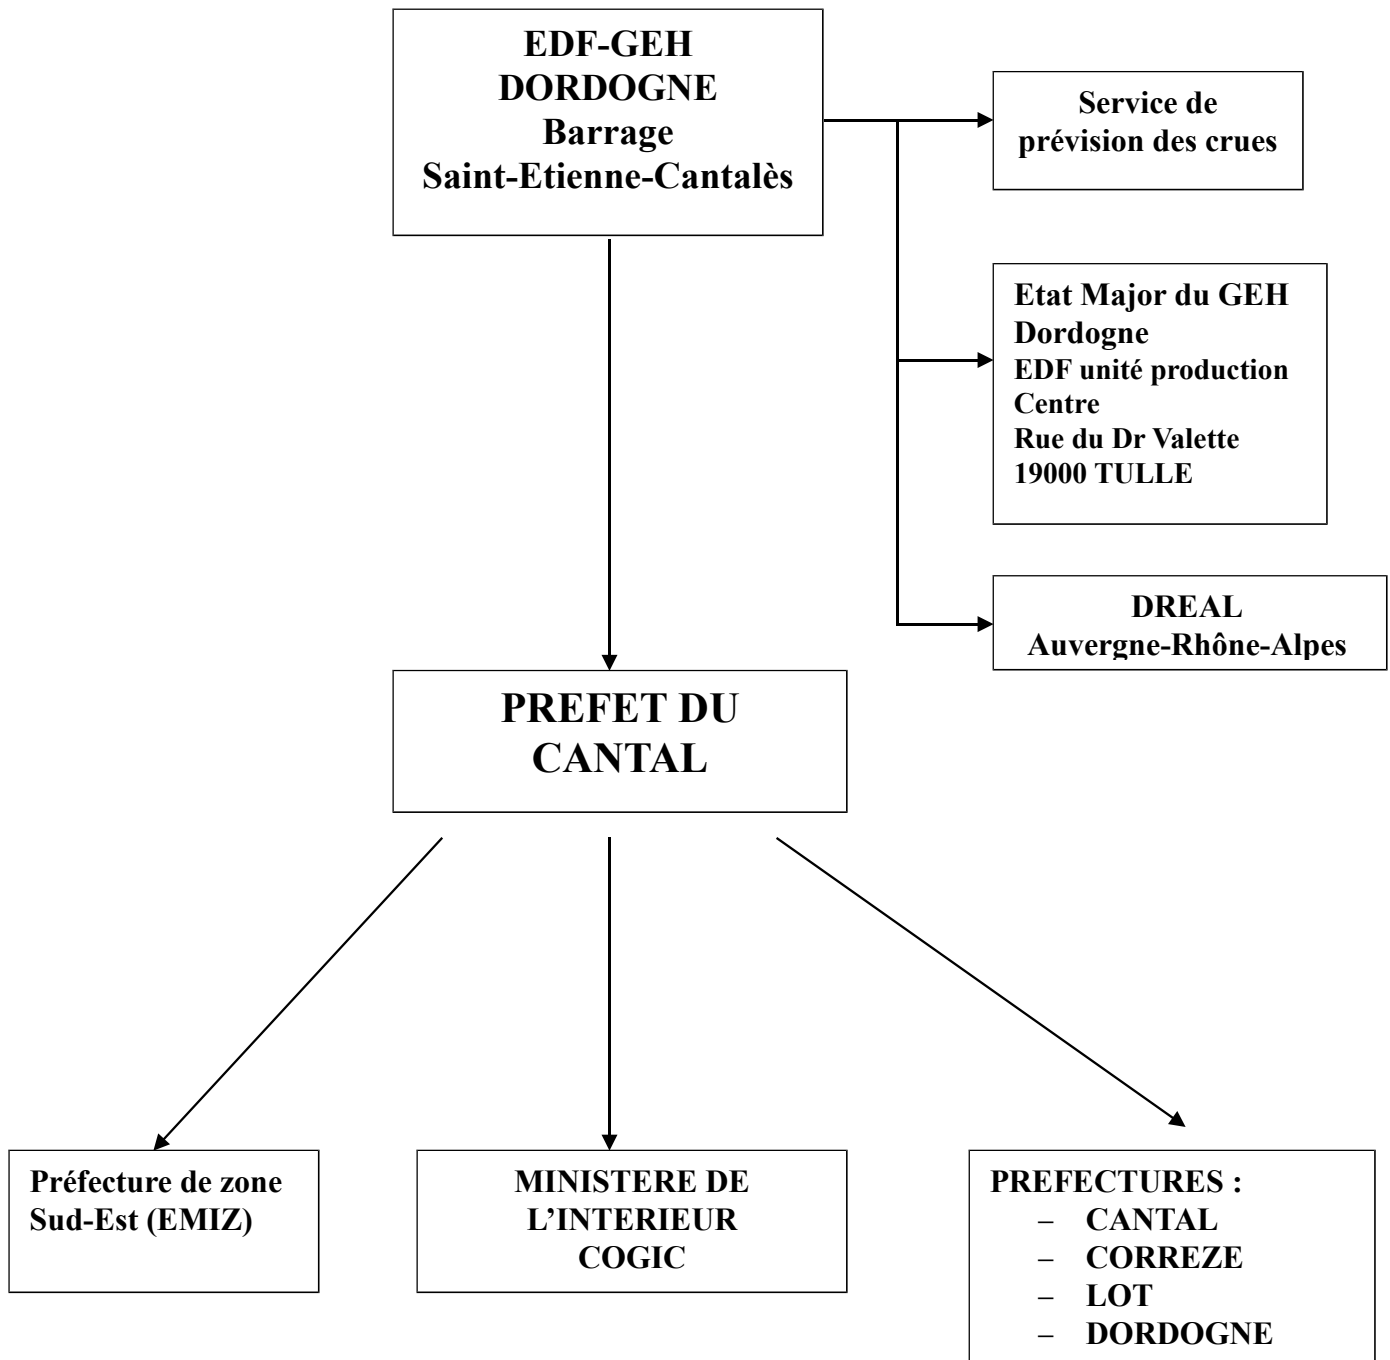 EDF-GEH
DORDOGNE
Barrage
Saint-Etienne-Cantalès
Service de
prévision des crues
Etat Major du GEH
Dordogne
EDF unité production
Centre
Rue du Dr Valette
19000 TULLE
DREAL
Auvergne-Rhône-Alpes
PREFET DU
CANTAL
Préfecture de zone
Sud-Est (EMIZ)
MINISTERE DE
L’INTERIEUR
COGIC
PREFECTURES :
– CANTAL
– CORREZE
– LOT
– DORDOGNE